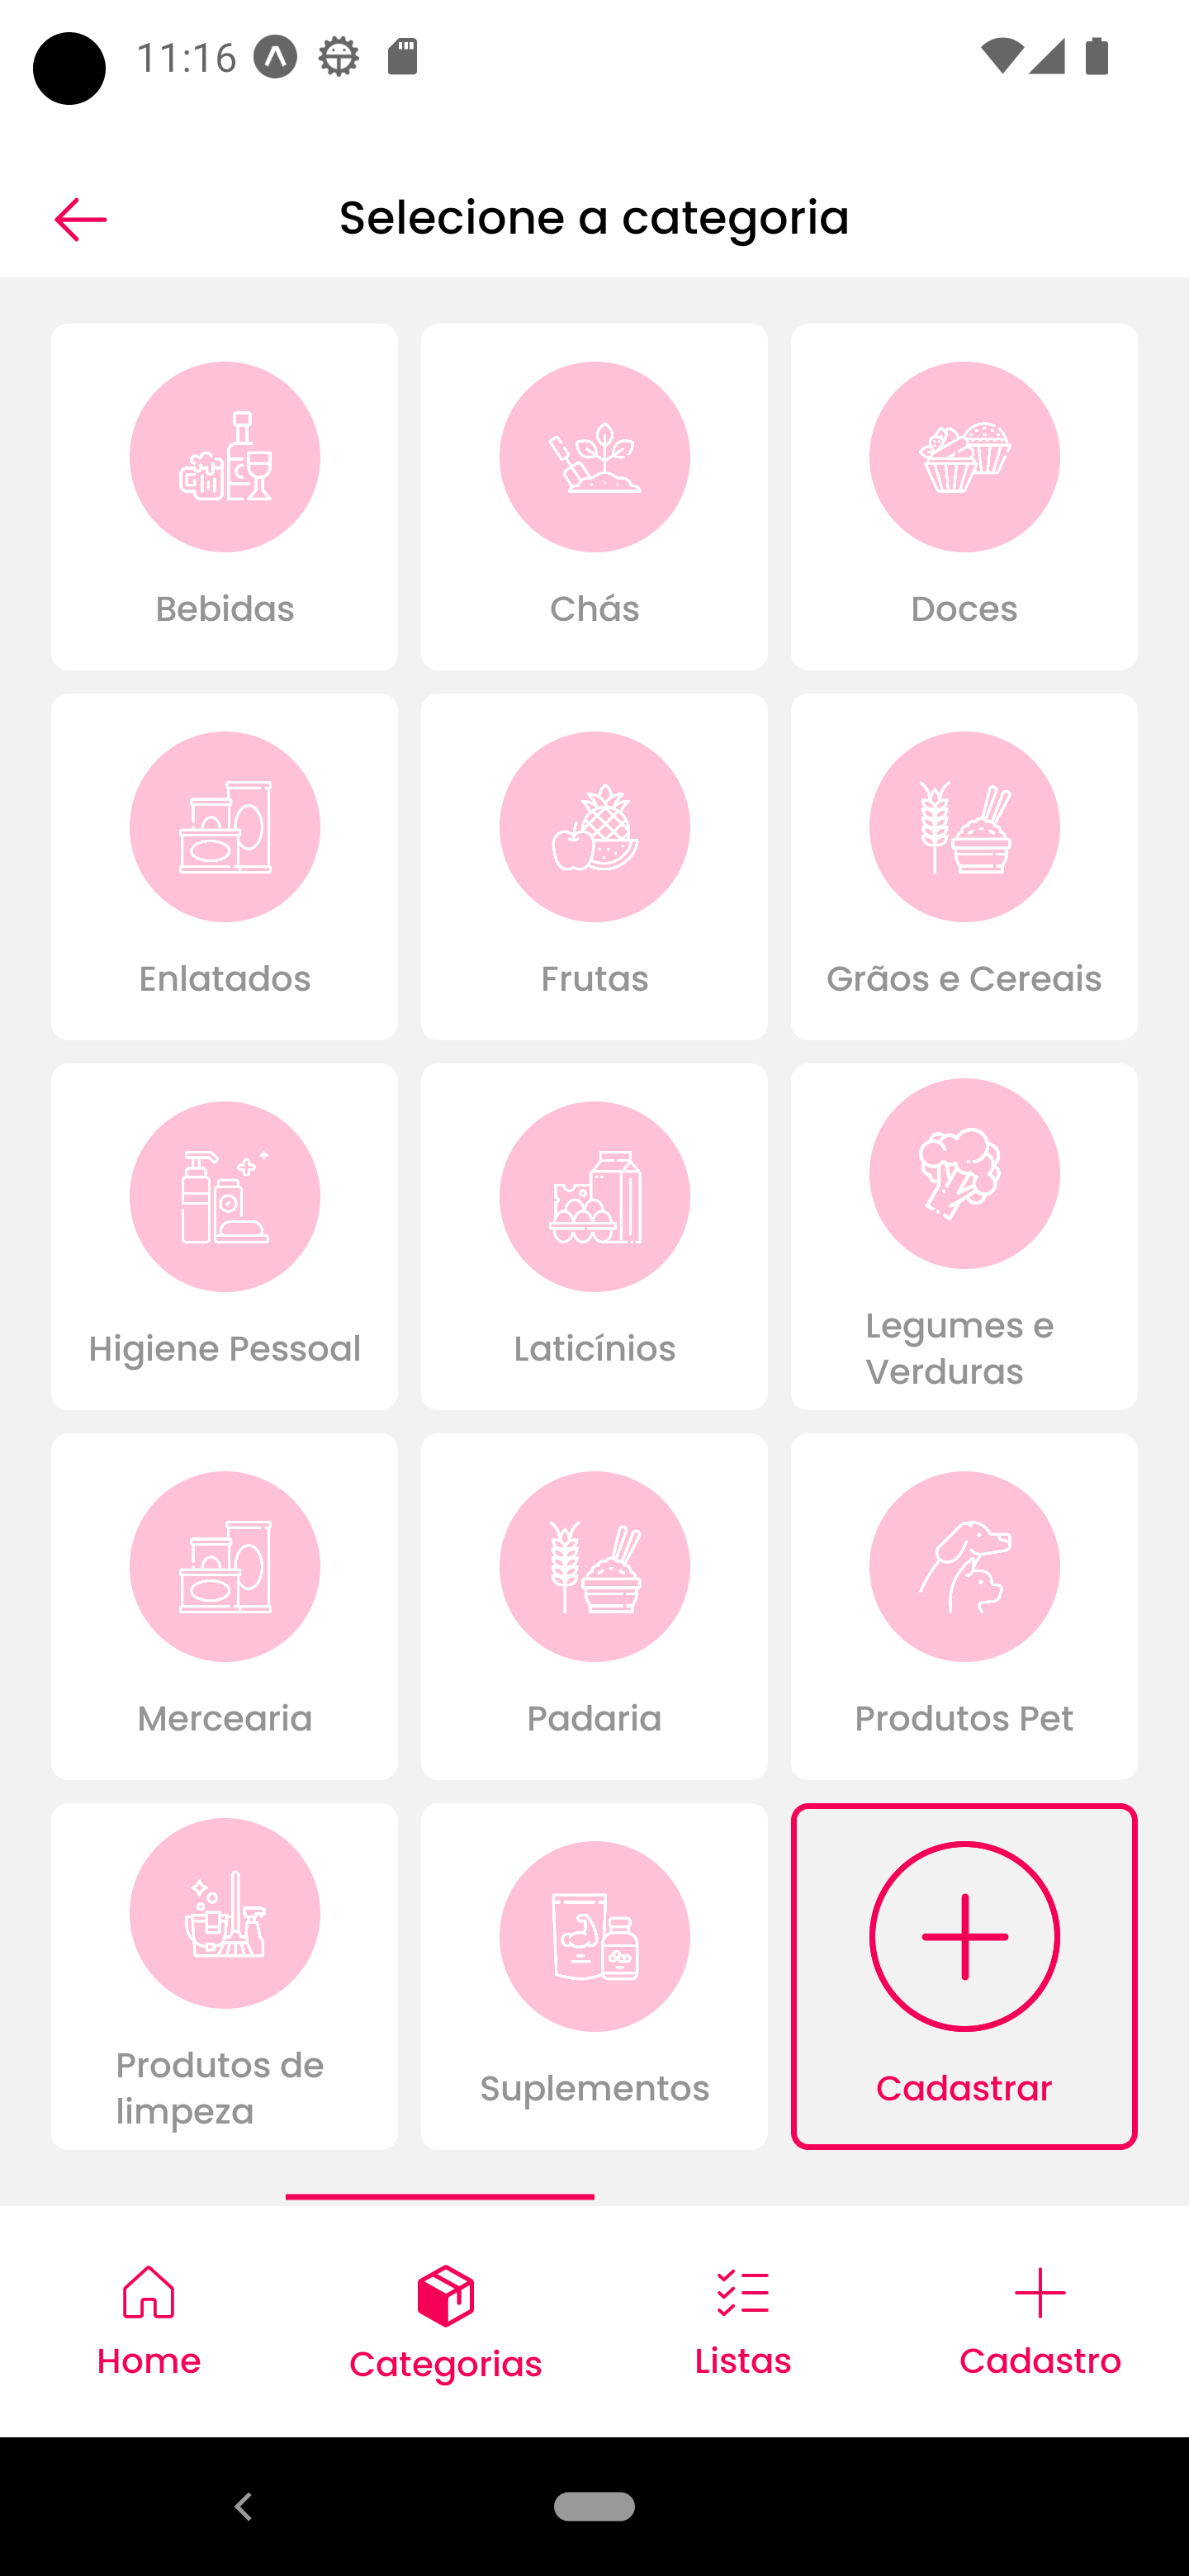 11:16
Selecione a categoria
Bebidas
Chás
Doces
Enlatados
Frutas
Grãos e Cereais
Higiene Pessoal
Laticínios
Legumes e
Verduras
Mercearia
Padaria
Produtos Pet
Produtos de
limpeza
Suplementos
Cadastrar
Home
Categorias
Listas
Cadastro